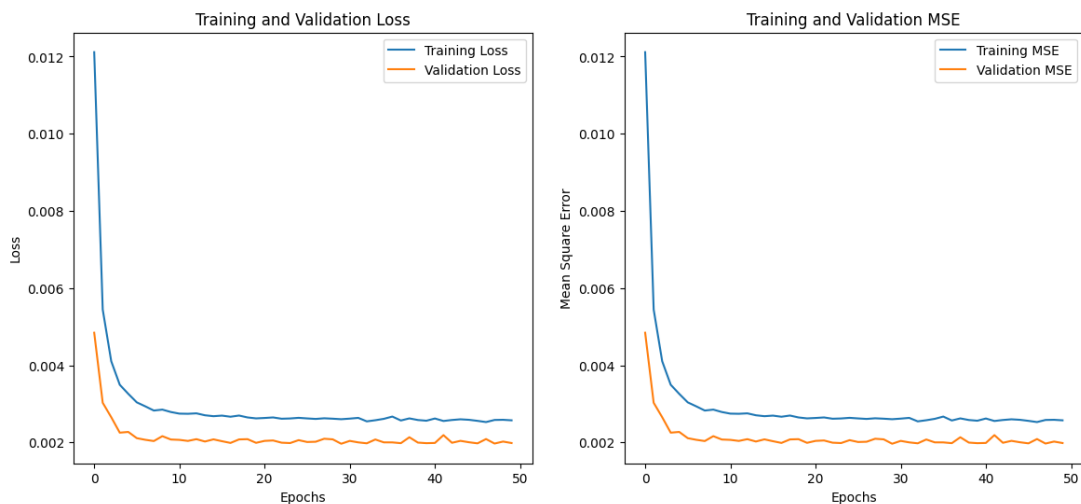 Training and Validation Loss
Training Loss
Validation Loss
0.012
0.010
0.008
0.006
0.004
0.002
Loss
0 10 20 30 40 50
Epochs
Training and Validation MSE
Training MSE
Validation MSE
0.012
0.010
0.008
0.006
0.004
0.002
Mean Square Error
0 10 20 30 40 50
Epochs